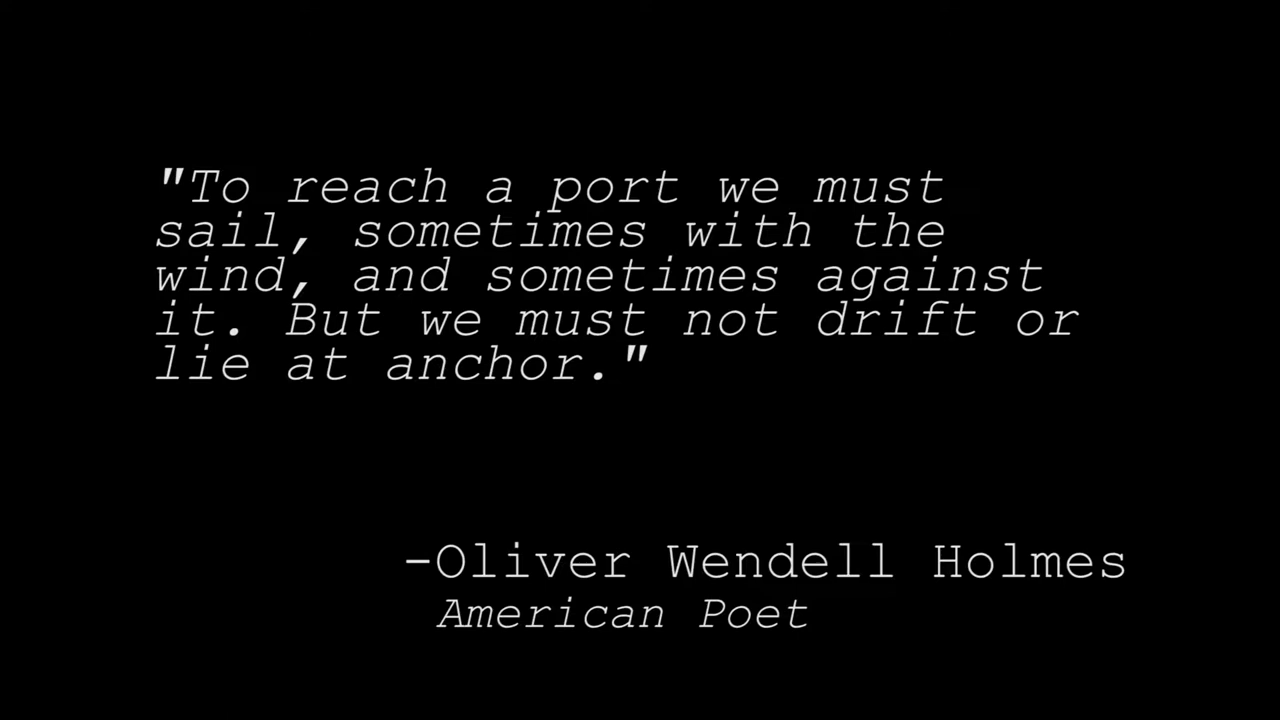 "To reach a port we must
sail, sometimes with the
wind, and sometimes against
it. But we must not drift or
lie at anchor."
-Oliver Wendell Holmes
American Poet